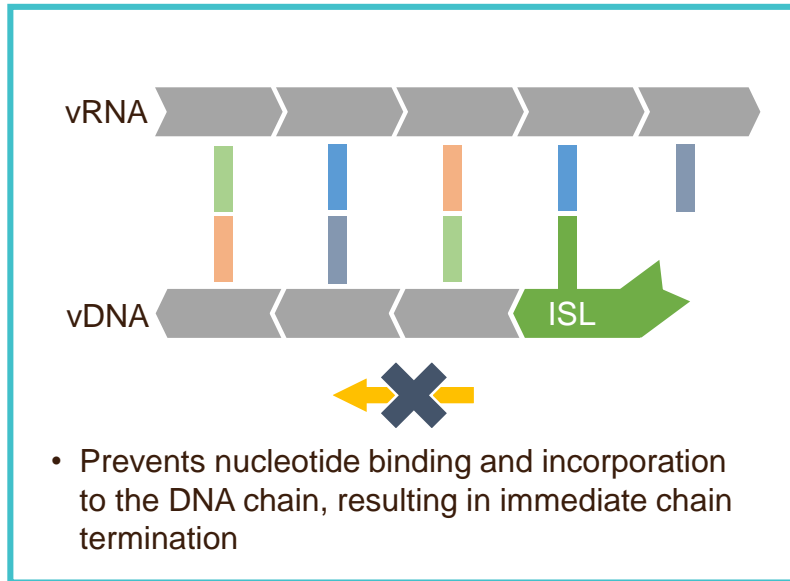 vRNA
vDNA
ISL
• Prevents nucleotide binding and incorporation
to the DNA chain, resulting in immediate chain
termination